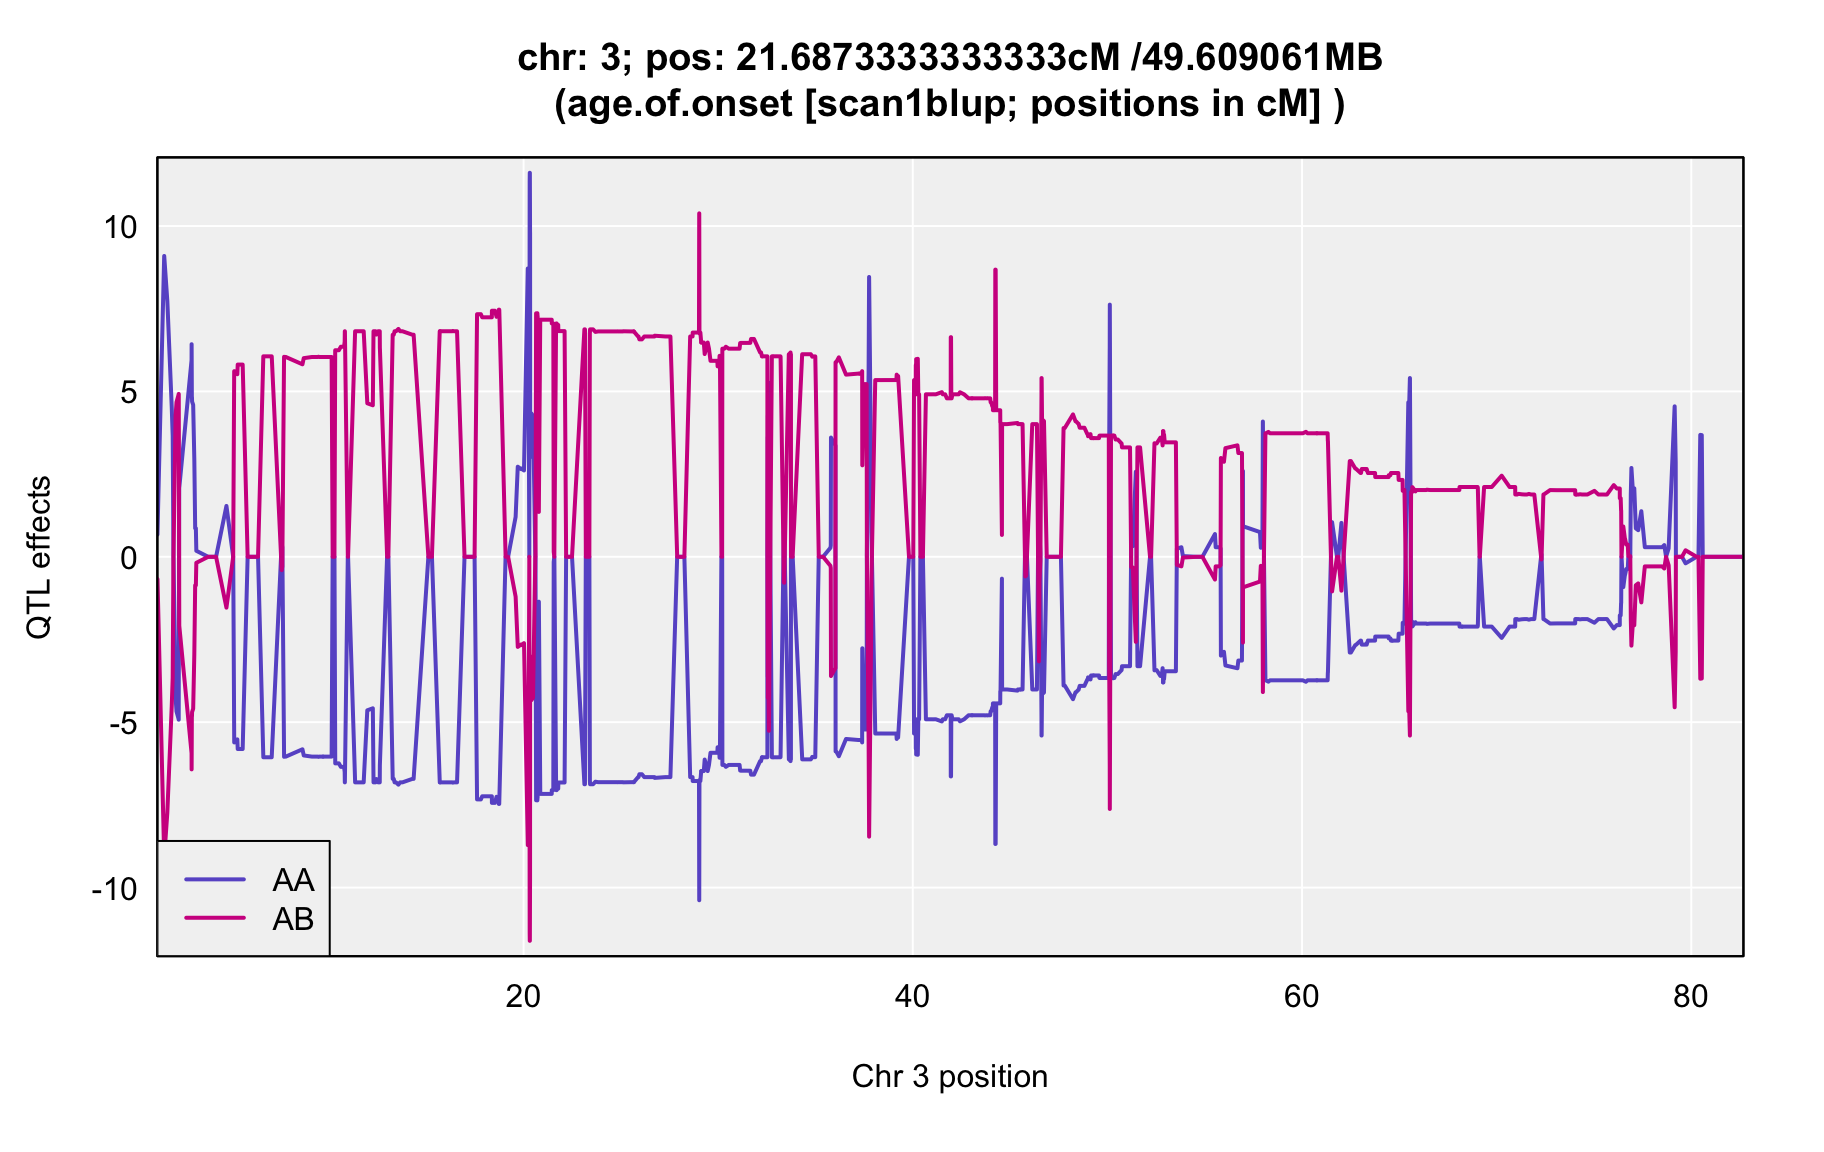 chr: 3; pos: 21.6873333333333cM /49.609061MB
(age.of.onset [scan1blup; positions in cM] )
QTL effects
10
5
0
-5
-10
AA
AB
20
40
60
80
Chr 3 position